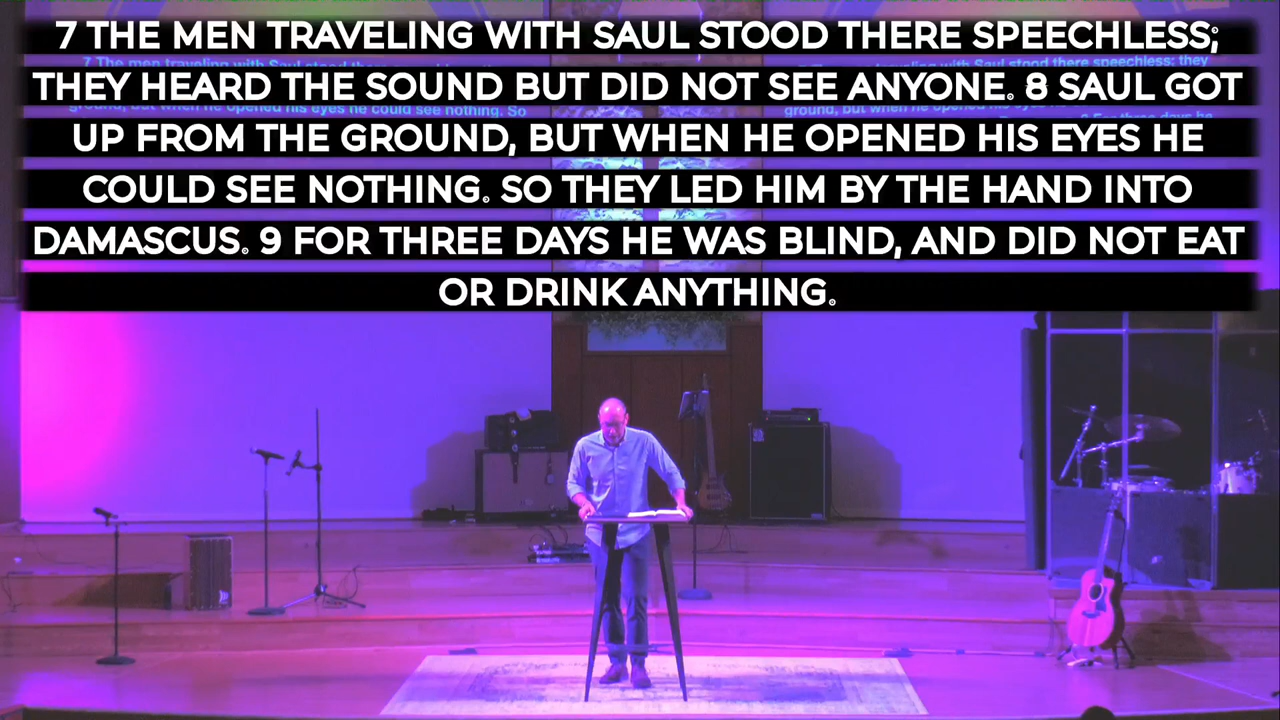 7 THE MEN TRAVELING WITH SAUL STOOD THERE SPEECHLESS;
THEY HEARD THE SOUND BUT DID NOT SEE ANYONE. 8 SAUL GOT
UP FROM THE GROUND, BUT WHEN HE OPENED HIS EYES HE
COULD SEE NOTHING. SO THEY LED HIM BY THE HAND INTO
DAMASCUS. 9 FOR THREE DAYS HE WAS BLIND, AND DID NOT EAT
OR DRINK ANYTHING.